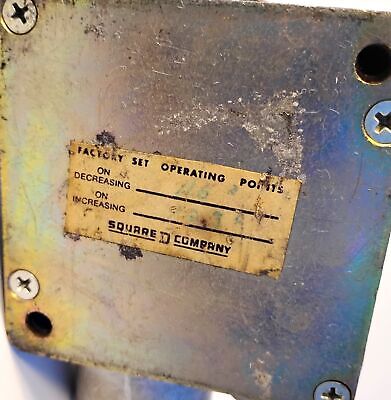 FACTORY SET OPERATING POINTS
ON
DECREASING
ON
INCREASING
SQUARE D COMPANY